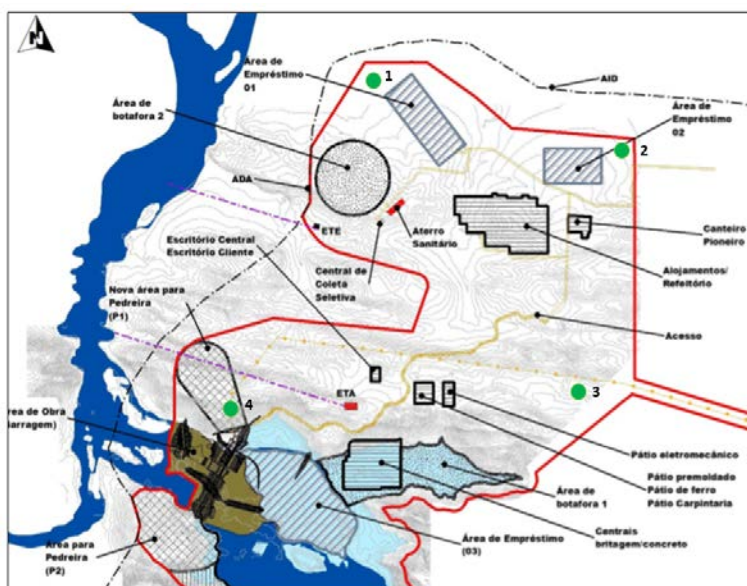 N
1
Área de
Empréstimo
01
AID
Área de
Empréstimo
02
2
Área de
botafora 2
ADA
ETE
Aterro
Sanitário
Canteiro
Pioneiro
Escritório Central
Escritório Cliente
Central de
Coleta
Seletiva
Alojamentos/
Refeitório
Nova área para
Pedreira
(P1)
Acesso
ETA
3
4
rea de Obra
Barragem)
Pátio eletromecânico
Pátio premoldado
Pátio de ferro
Pátio Carpintaria
Área de
botafora 1
Centrais
britagem/concreto
Área para
Pedreira
(P2)
Área de Empréstimo
(03)